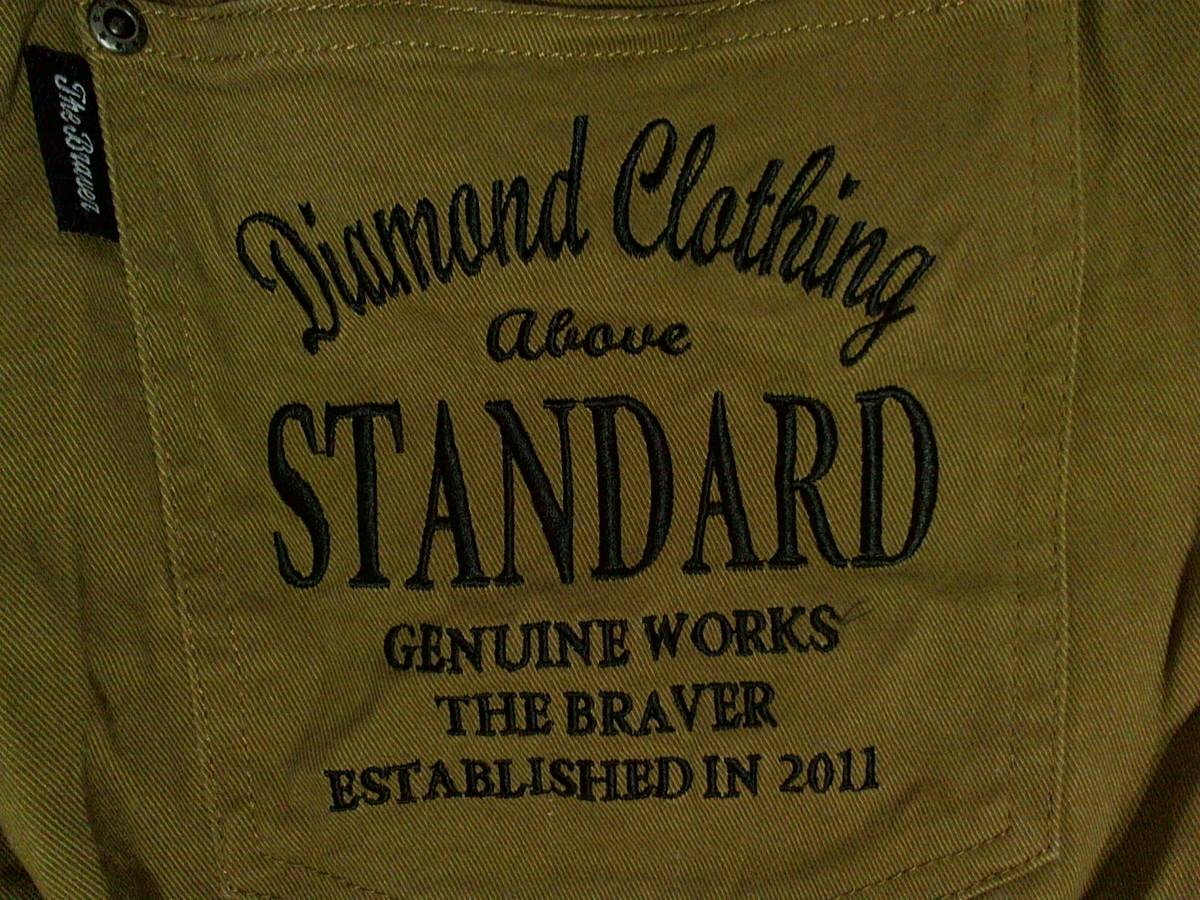 The Braver
Diamond Clothing
Above
STANDARD
GENUINE WORKS
THE BRAVER
ESTABLISHED IN 2011